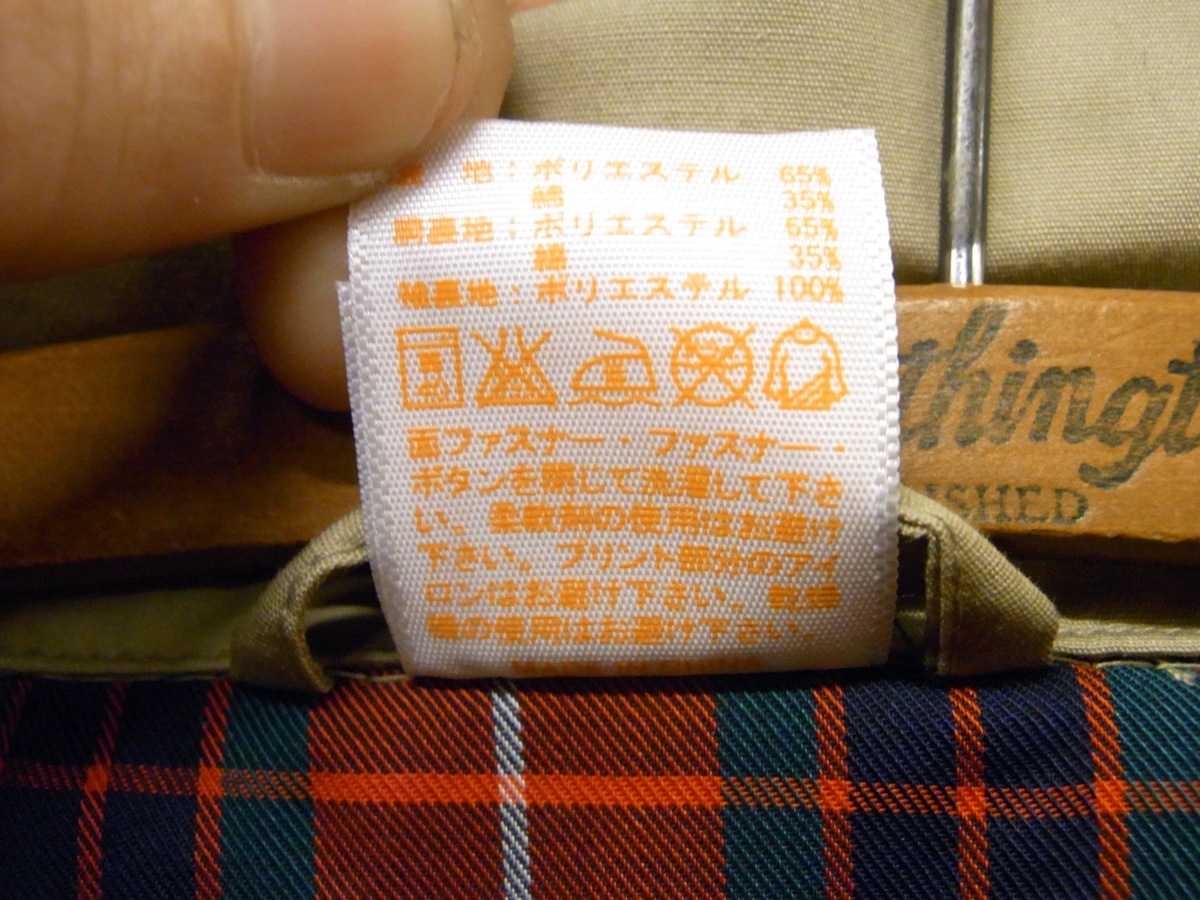 地:ポリエステル 65%
綿 35%
胴裏地:ポリエステル 65%
綿 35%
袖裏地:ポリエステル 100%
面ファスナー・ファスナー・
ボタンを閉じて洗濯して下さ
い。柔軟剤の使用はお避け
下さい。プリント部分のアイ
ロンはお避け下さい。乾燥
機の使用はお避け下さい。
thingt
ISHED